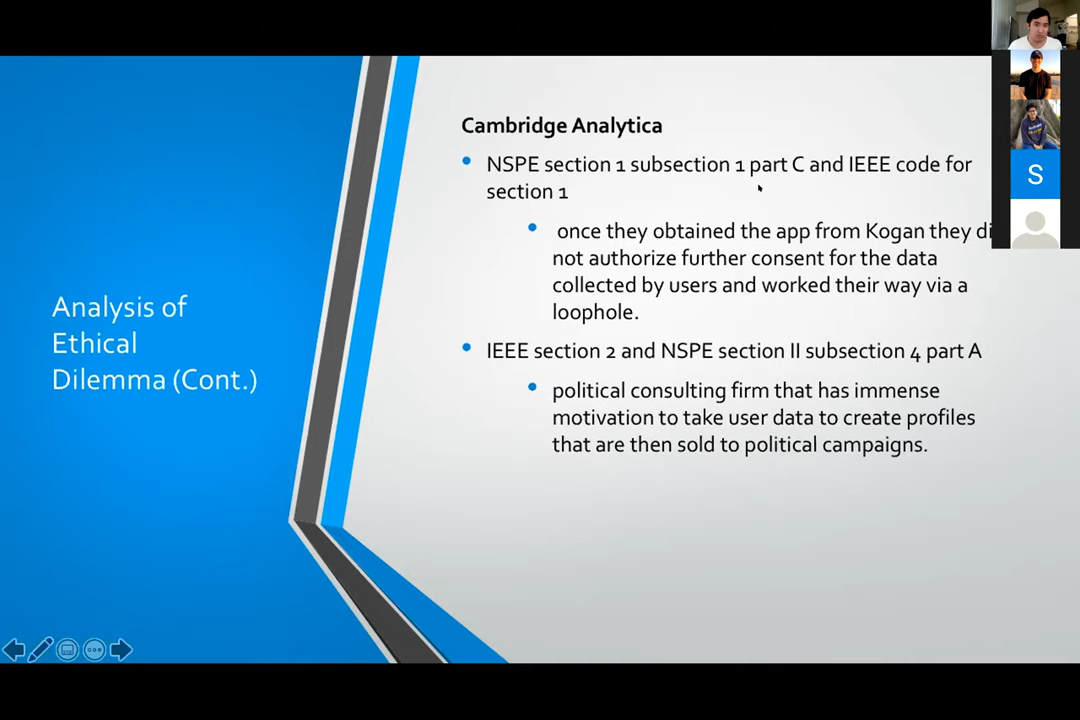 Cambridge Analytica
NSPE section 1 subsection 1 part C and IEEE code for
section 1
once they obtained the app from Kogan they di
not authorize further consent for the data
collected by users and worked their way via a
loophole.
IEEE section 2 and NSPE section II subsection 4 part A
political consulting firm that has immense
motivation to take user data to create profiles
that are then sold to political campaigns.
Analysis of
Ethical
Dilemma (Cont.)
S